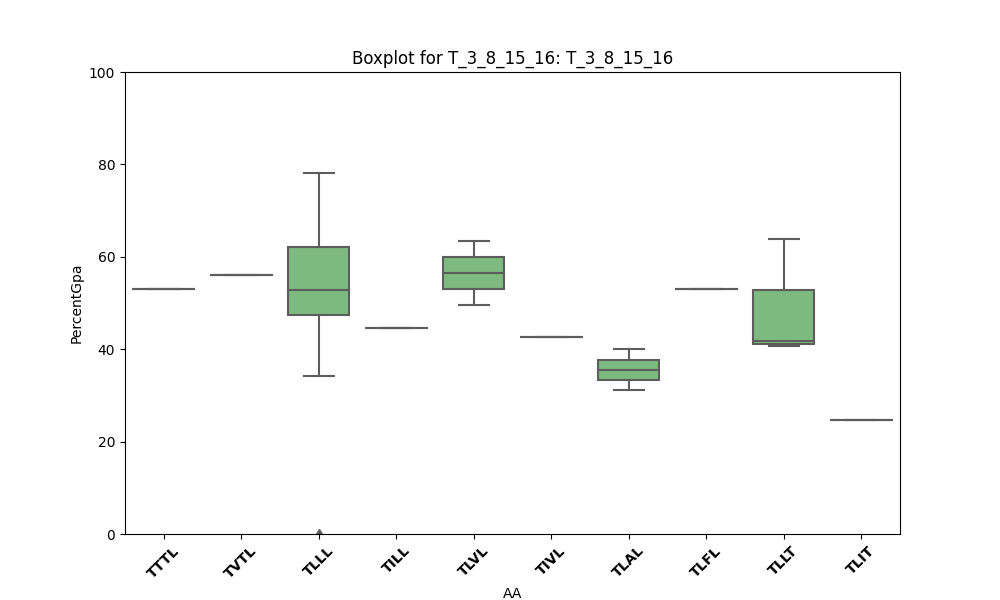 Boxplot for T_3_8_15_16: T_3_8_15_16
100
80
60
40
20
0
PercentGpa
TTTL
TVTL
TLLL
TILL
TLVL
TIVL
TLAL
TLFL
TLLT
TLIT
AA